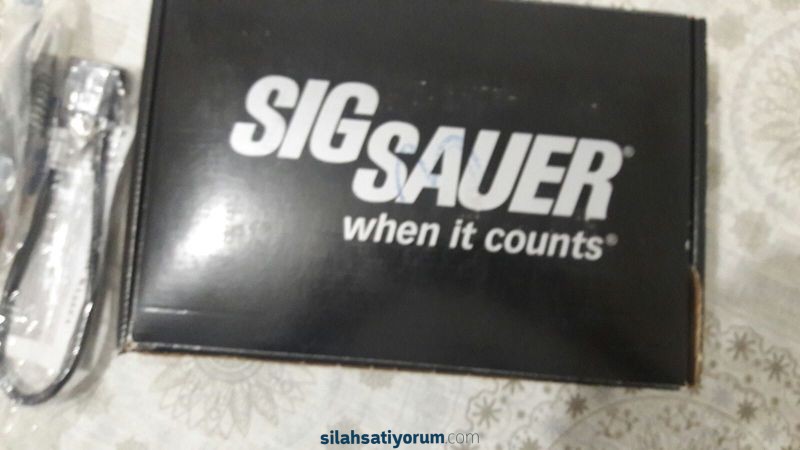 SIG SAUER®
when it counts®
silahsatiyorum.com